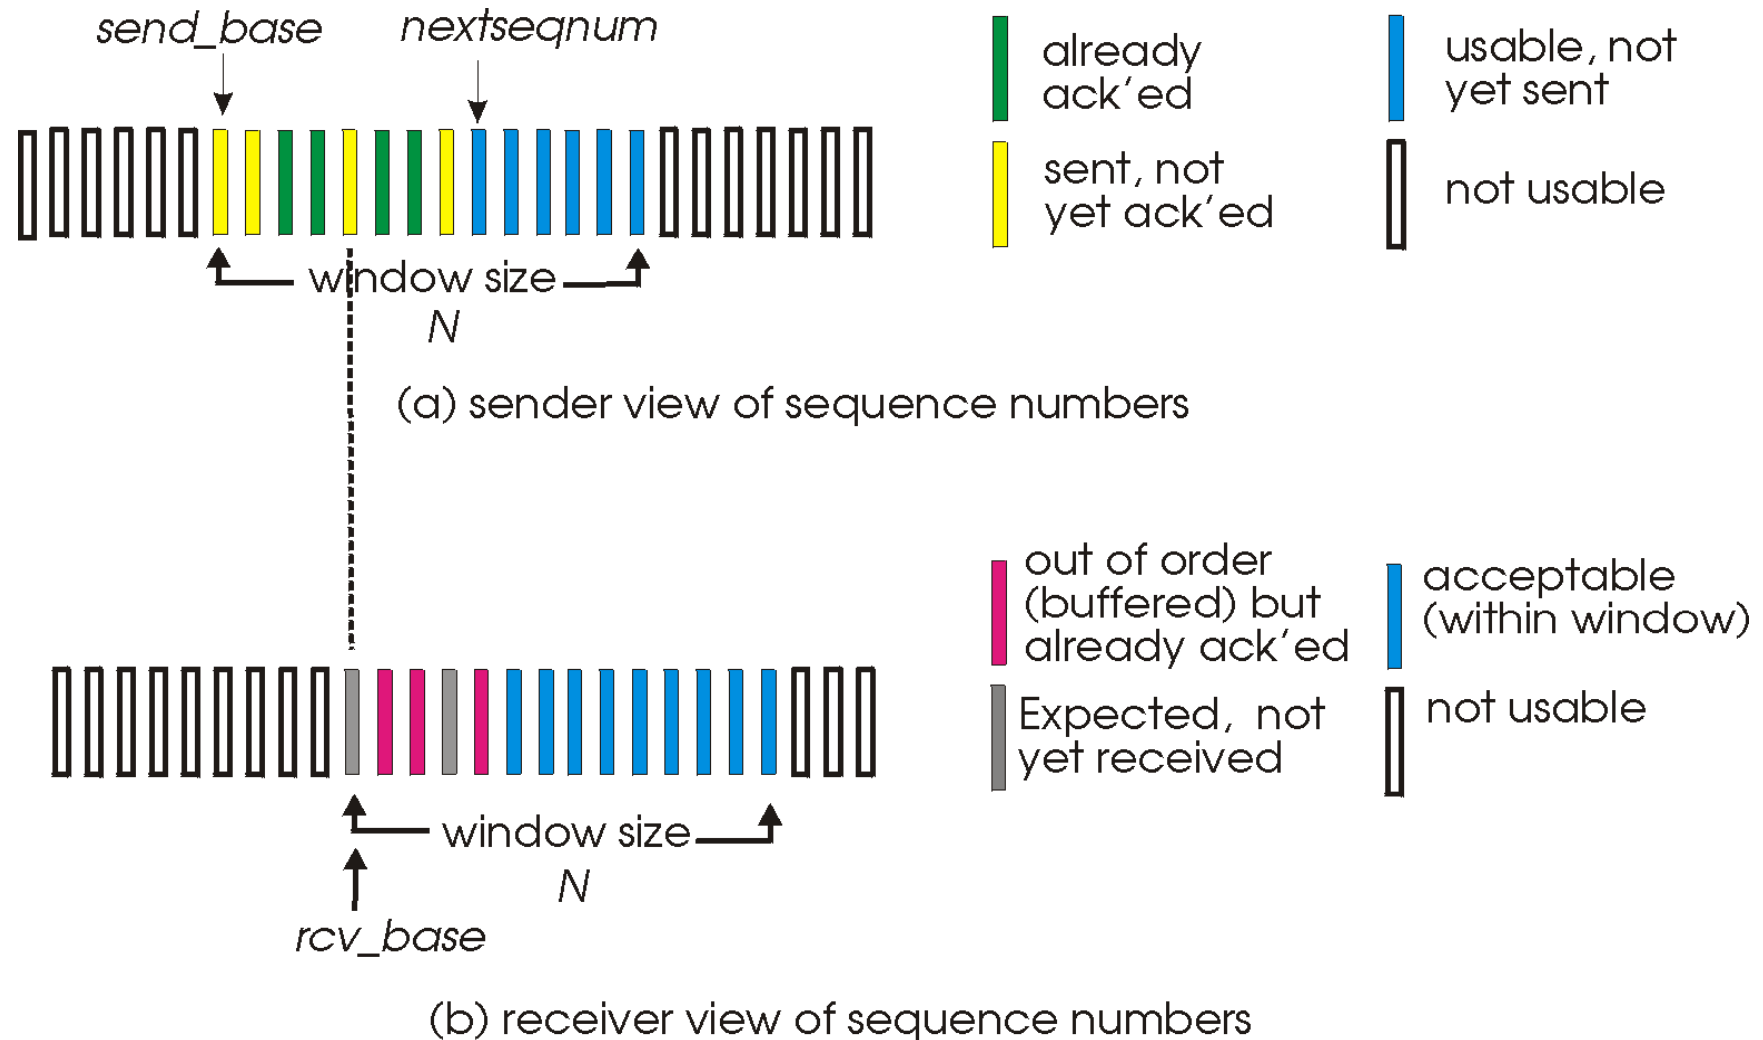 send_base
nextseqnum
already
ack'ed
usable, not
yet sent
sent, not
yet ack'ed
not usable
window size
N
(a) sender view of sequence numbers
out of order
(buffered) but
already ack'ed
acceptable
(within window)
Expected, not
yet received
not usable
window size
N
rcv_base
(b) receiver view of sequence numbers